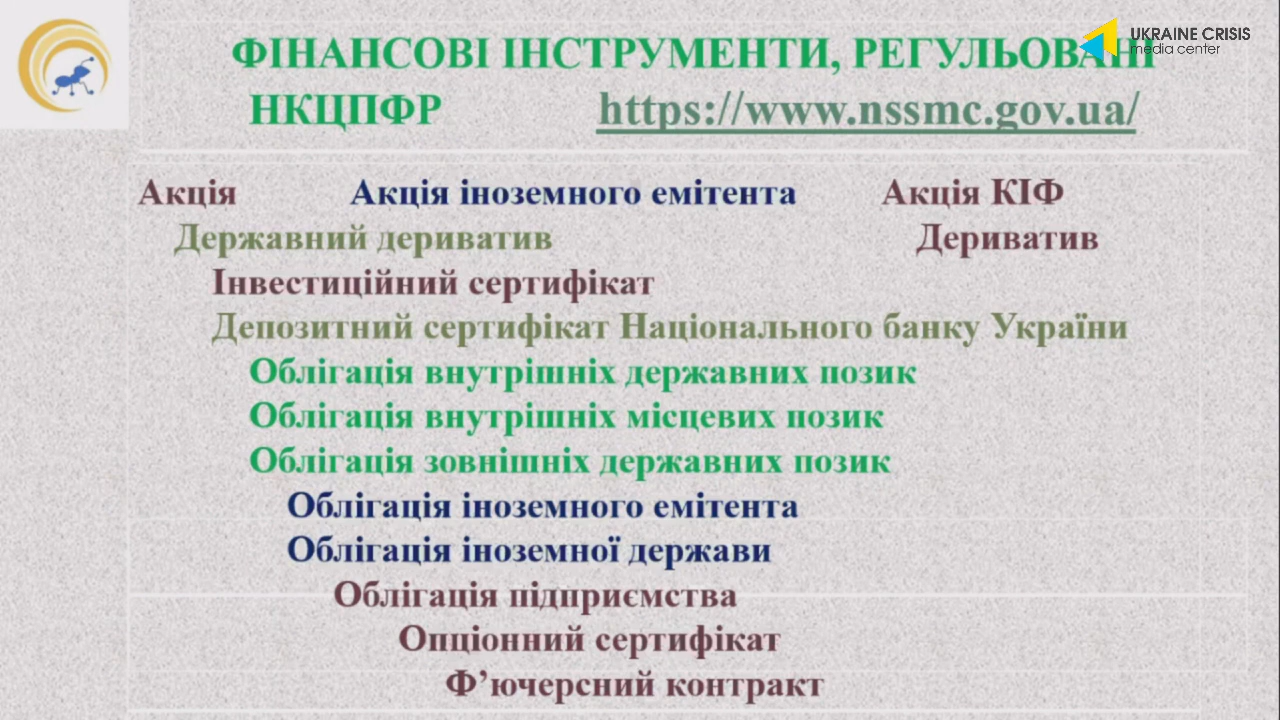 UKRAINE CRISIS
media center
ФІНАНСОВІ ІНСТРУМЕНТИ, РЕГУЛЬОВАНІ
НКЦПФР https://www.nssmc.gov.ua/
Акція Акція іноземного емітента Акція КІФ
Державний дериватив Дериватив
Інвестиційний сертифікат
Депозитний сертифікат Національного банку України
Облігація внутрішніх державних позик
Облігація внутрішніх місцевих позик
Облігація зовнішніх державних позик
Облігація іноземного емітента
Облігація іноземної держави
Облігація підприємства
Опціонний сертифікат
Ф’ючерсний контракт